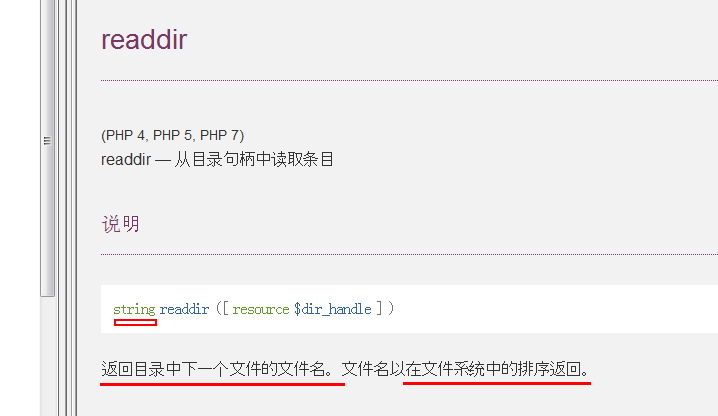 readdir
(PHP 4, PHP 5, PHP 7)
readdir — 从目录句柄中读取条目
说明
string readdir ([ resource $dir_handle ] )
返回目录中下一个文件的文件名。文件名以在文件系统中的排序返回。